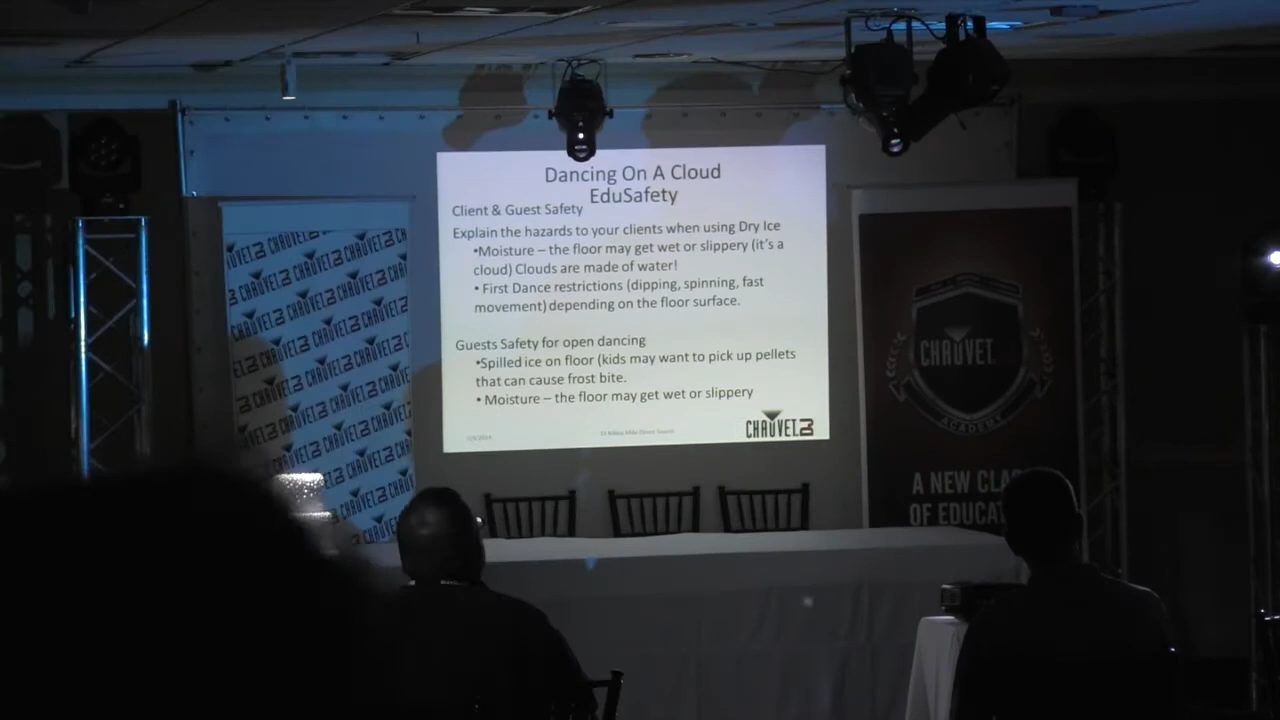 Dancing On A Cloud
EduSafety
Client & Guest Safety
Explain the hazards to your clients when using Dry Ice
•Moisture – the floor may get wet or slippery (it's a
cloud) Clouds are made of water!
• First Dance restrictions (dipping, spinning, fast
movement) depending on the floor surface.
Guests Safety for open dancing
•Spilled ice on floor (kids may want to pick up pellets
that can cause frost bite.
• Moisture – the floor may get wet or slippery
CHAUVET DJ
CHAUVET
ACADEMY
A NEW CLA
OF EDUCA